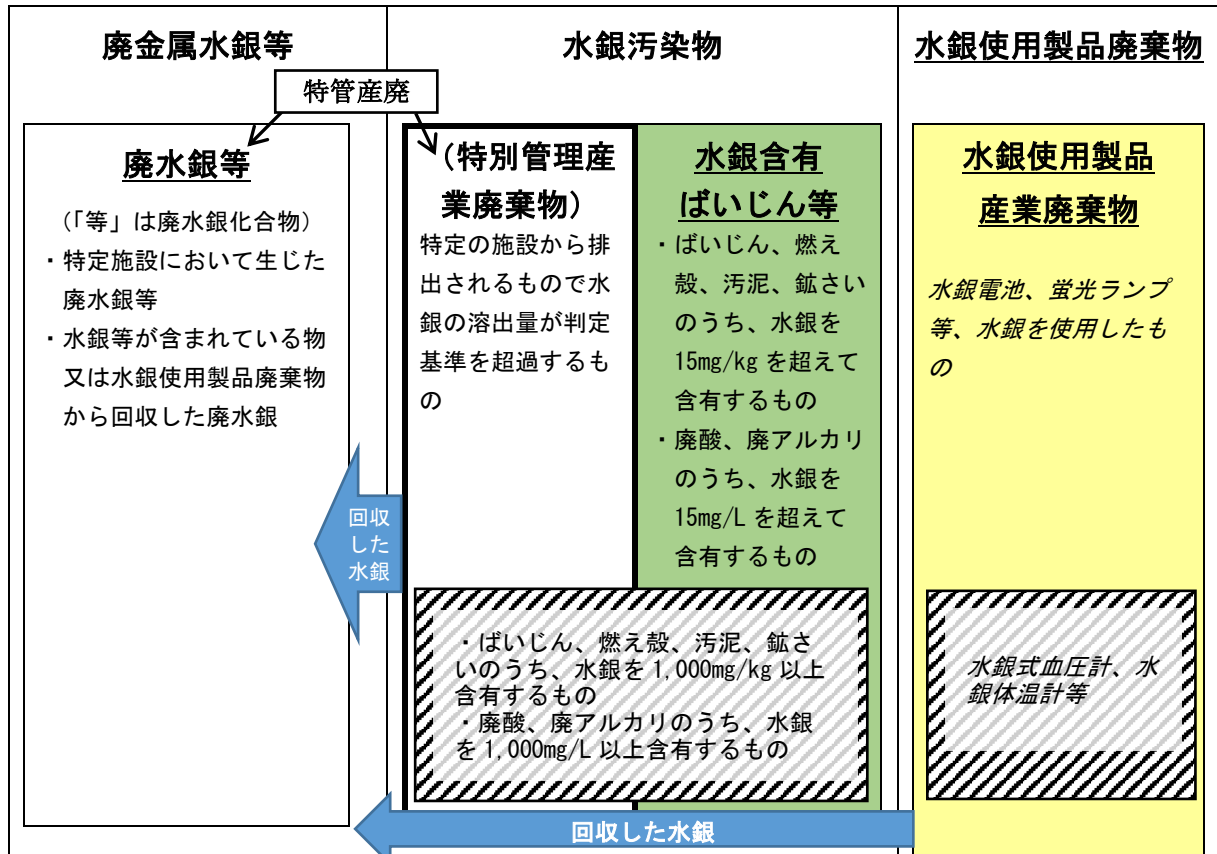 廃金属水銀等
水銀汚染物
水銀使用製品廃棄物
特管産廃
廃水銀等
(「等」は廃水銀化合物)
・特定施設において生じた
廃水銀等
・水銀等が含まれている物
又は水銀使用製品廃棄物
から回収した廃水銀
(特別管理産
業廃棄物)
特定の施設から排
出されるもので水
銀の溶出量が判定
基準を超過するも
の
水銀含有
ばいじん等
・ばいじん、燃え
殻、汚泥、鉱さい
のうち、水銀を
15mg/kg を超えて
含有するもの
・廃酸、廃アルカリ
のうち、水銀を
15mg/L を超えて
含有するもの
水銀使用製品
産業廃棄物
水銀電池、蛍光ランプ
等、水銀を使用したも
の
回収
した
水銀
・ばいじん、燃え殻、汚泥、鉱さ
いのうち、水銀を 1,000mg/kg 以上
含有するもの
・廃酸、廃アルカリのうち、水銀
を 1,000mg/L 以上含有するもの
水銀式血圧計、水
銀体温計等
回収した水銀